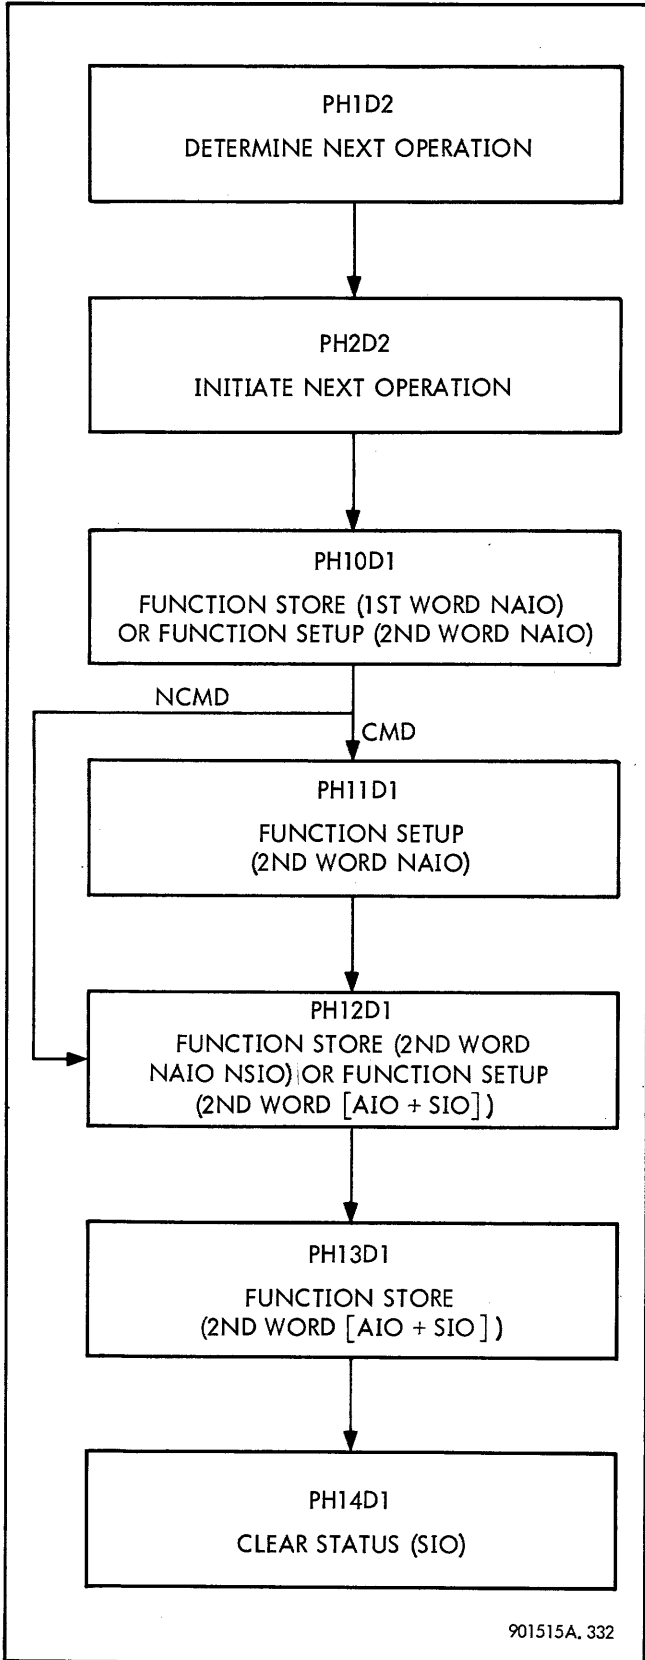 PH1D2
DETERMINE NEXT OPERATION
PH2D2
INITIATE NEXT OPERATION
PH10D1
FUNCTION STORE (1ST WORD NAIO)
OR FUNCTION SETUP (2ND WORD NAIO)
NCMD
CMD
PH11D1
FUNCTION SETUP
(2ND WORD NAIO)
PH12D1
FUNCTION STORE (2ND WORD
NAIO NSIO) OR FUNCTION SETUP
(2ND WORD [AIO + SIO])
PH13D1
FUNCTION STORE
(2ND WORD [AIO + SIO])
PH14D1
CLEAR STATUS (SIO)
901515A. 332